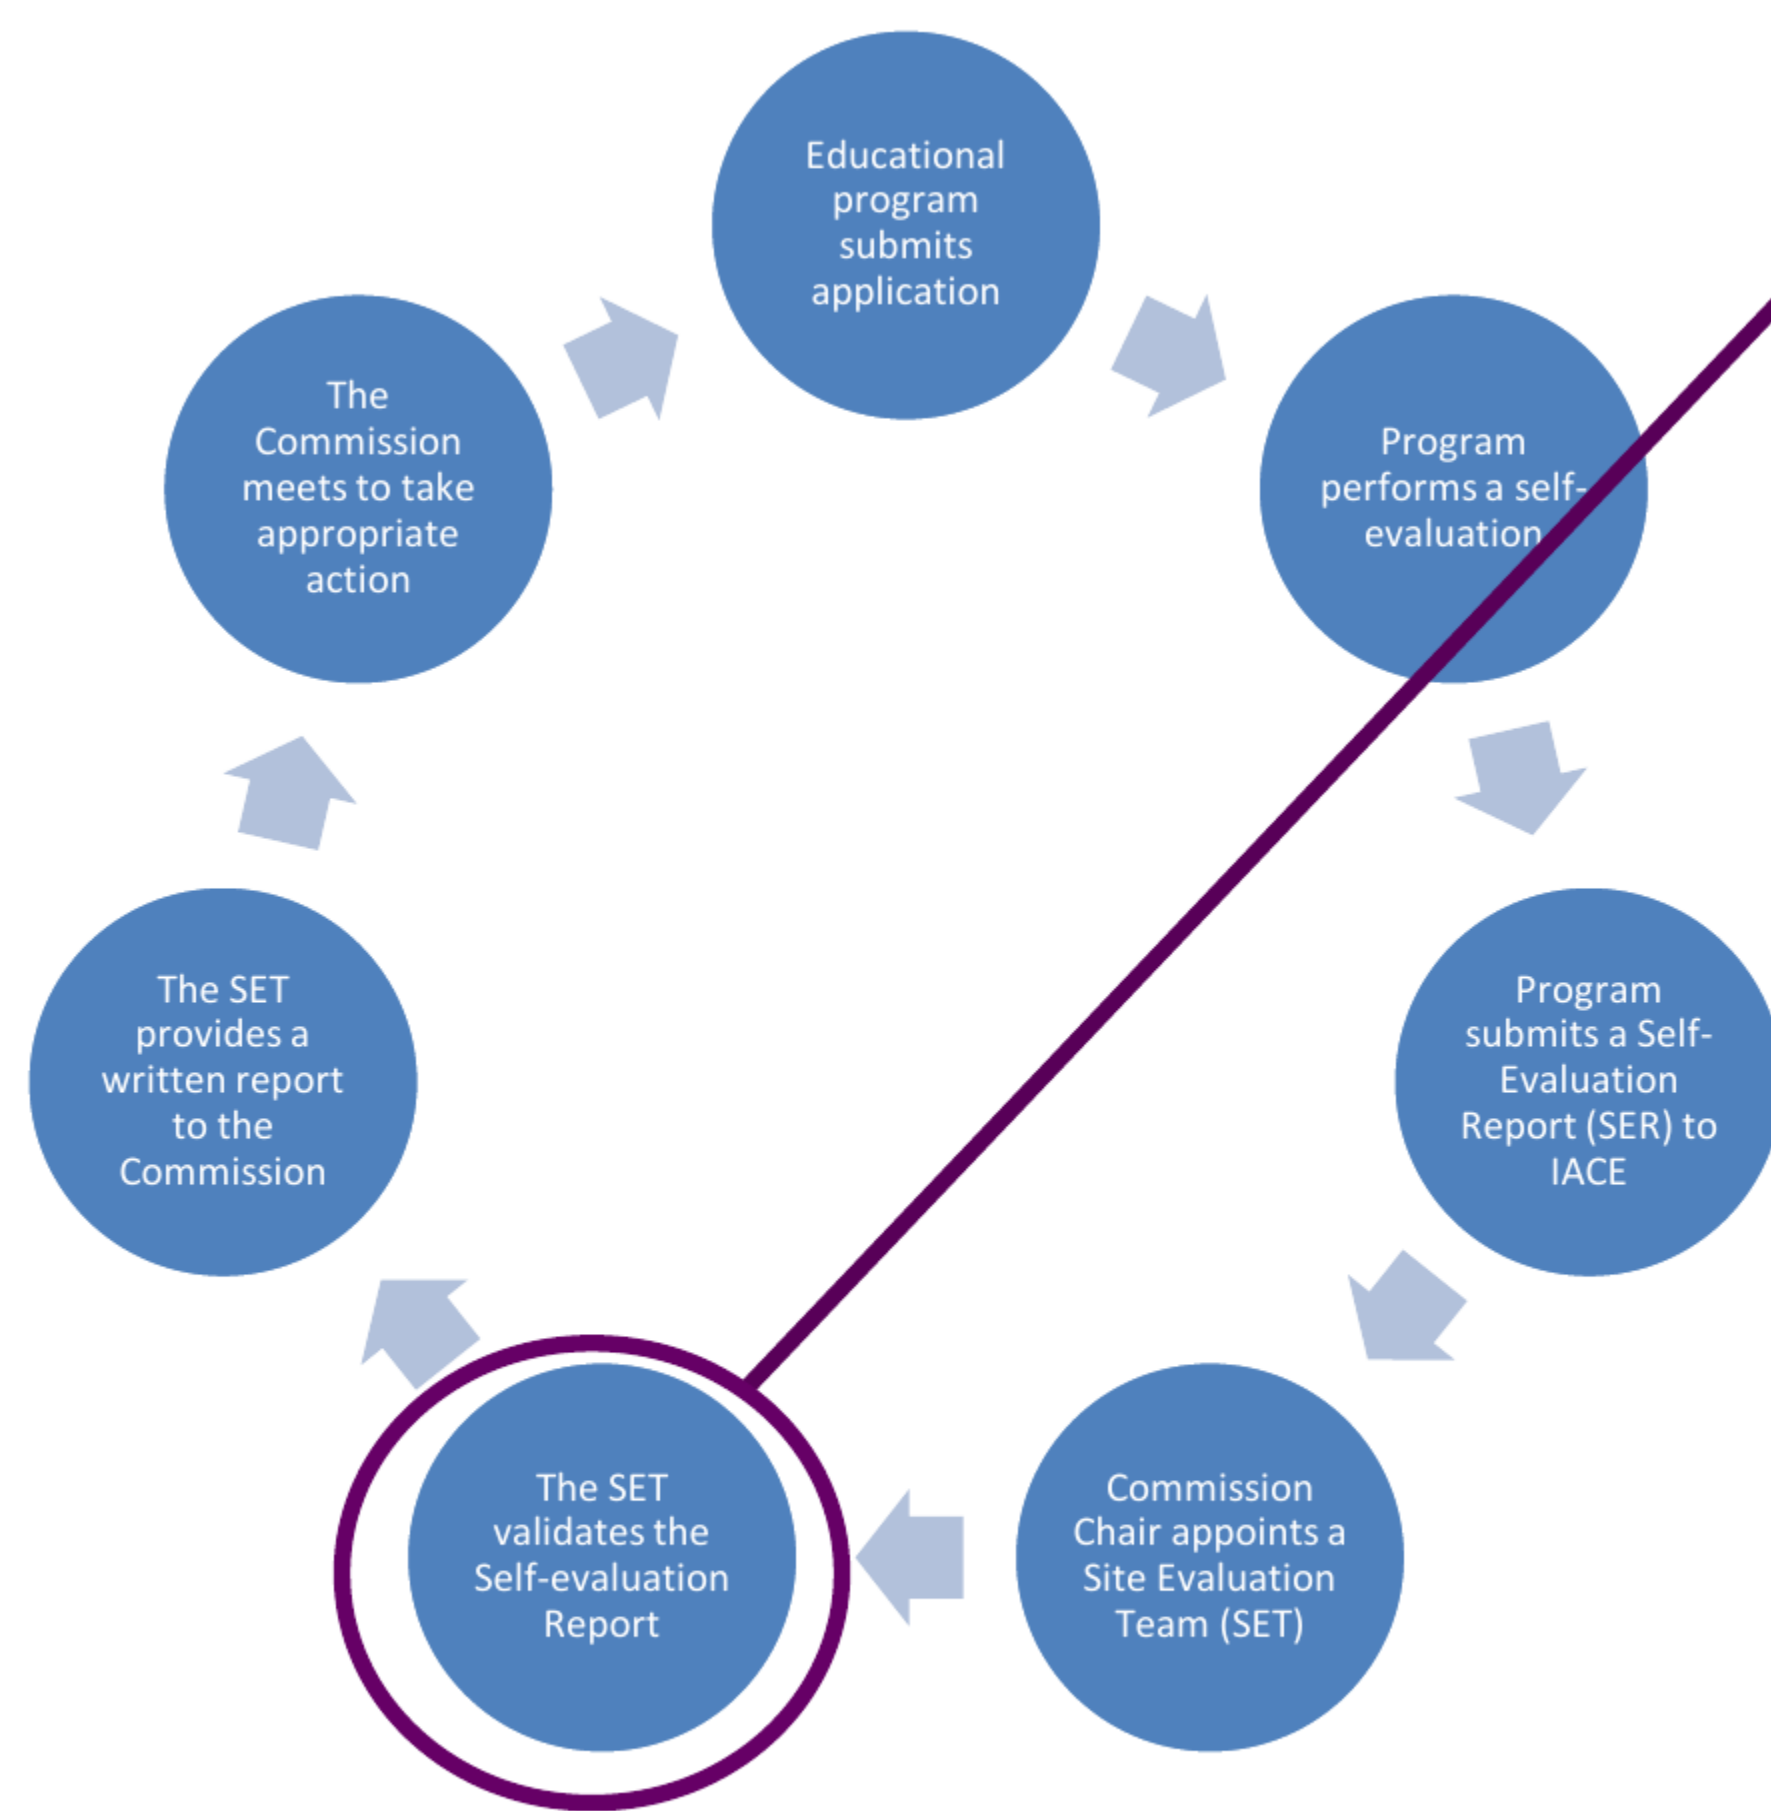 Educational
program
submits
application
Program
performs a self-
evaluation
Program
submits a Self-
Evaluation
Report (SER) to
IACE
Commission
Chair appoints a
Site Evaluation
Team (SET)
The SET
validates the
Self-evaluation
Report
The SET
provides a
written report
to the
Commission
The
Commission
meets to take
appropriate
action